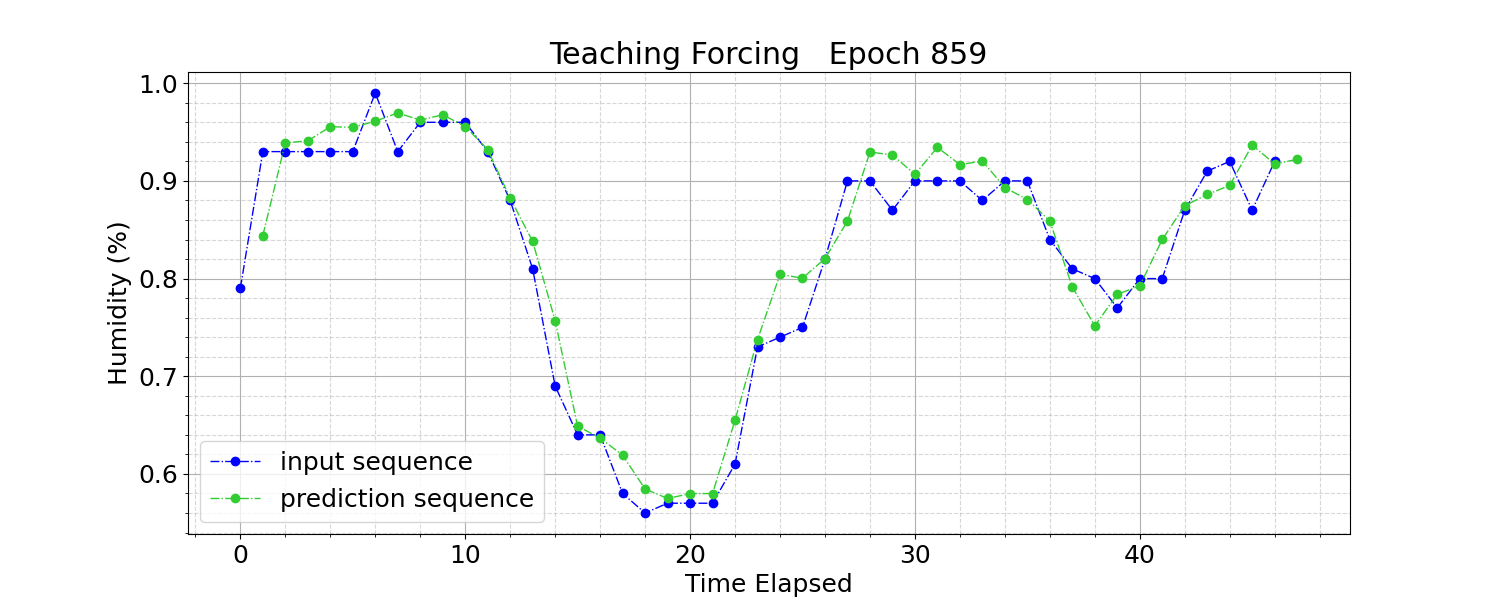 Teaching Forcing   Epoch 859
1.0
0.9
0.8
0.7
0.6
Humidity (%)
input sequence
prediction sequence
0 10 20 30 40
Time Elapsed